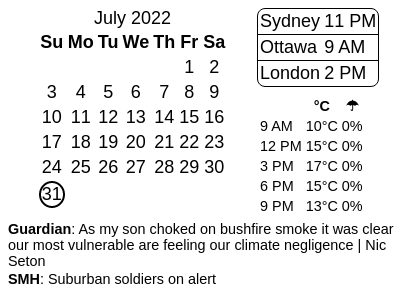 July 2022
Su Mo Tu We Th Fr Sa
1 2
3 4 5 6 7 8 9
10 11 12 13 14 15 16
17 18 19 20 21 22 23
24 25 26 27 28 29 30
31
Sydney 11 PM
Ottawa 9 AM
London 2 PM
°C ☂
9 AM 10°C 0%
12 PM 15°C 0%
3 PM 17°C 0%
6 PM 15°C 0%
9 PM 13°C 0%
Guardian: As my son choked on bushfire smoke it was clear
our most vulnerable are feeling our climate negligence | Nic
Seton
SMH: Suburban soldiers on alert